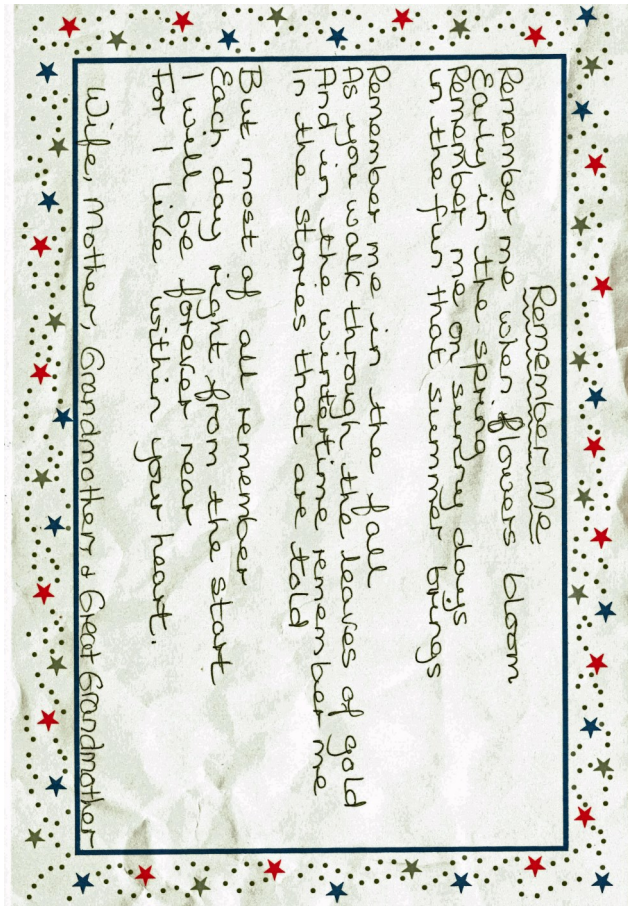 Remember Me
Remember me when flowers bloom
Early in the spring
Remember me on sunny days
in the fun that summer brings
Remember me in the fall
As you walk through the leaves of gold
And in the wintertime remember me
In the stories that are told
But most of all remember
Each day right from the start
I will be forever near
For I live within your heart.
Wife, Mother, Grandmother & Great Grandmother